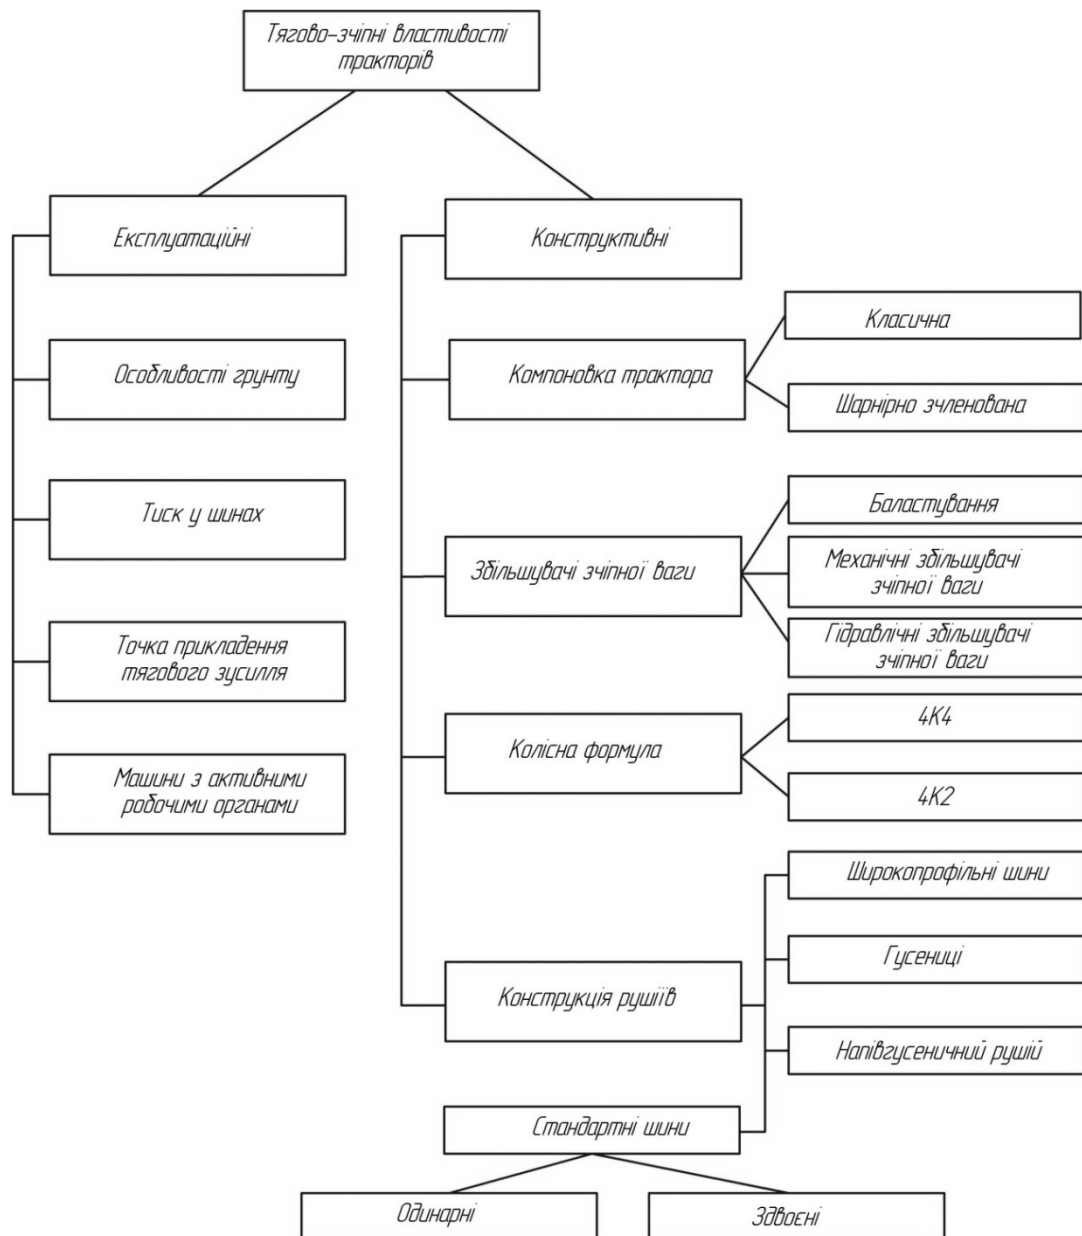 Тягово-зчіпні властивості
тракторів
Експлуатаційні
Особливості грунту
Тиск у шинах
Точка прикладення
тягового зусилля
Машини з активними
робочими органами
Конструктивні
Компоновка трактора
Класична
Шарнірно зчленована
Збільшувачі зчіпної ваги
Баластування
Механічні збільшувачі
зчіпної ваги
Гідравлічні збільшувачі
зчіпної ваги
Колісна формула
4К4
4К2
Конструкція рушіїв
Широкопрофільні шини
Гусениці
Напівгусеничний рушій
Стандартні шини
Одинарні
Здвоєні